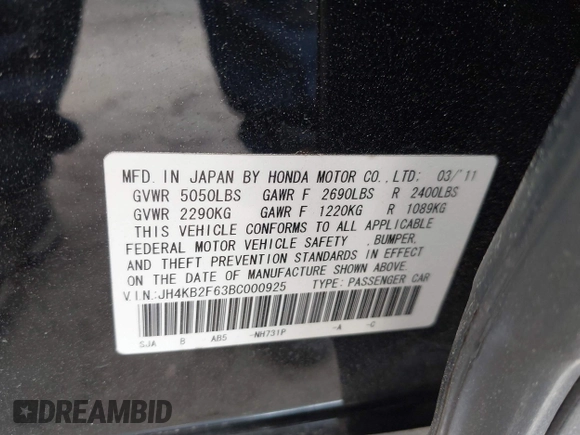 MFD. IN JAPAN BY HONDA MOTOR CO.,LTD: 03/'11
GVWR 5050LBS GAWR F 2690LBS R 2400LBS
GVWR 2290KG GAWR F 1220KG R 1089KG
THIS VEHICLE CONFORMS TO ALL APPLICABLE
FEDERAL MOTOR VEHICLE SAFETY ,BUMPER,
AND THEFT PREVENTION STANDARDS IN EFFECT
ON THE DATE OF MANUFACTURE SHOWN ABOVE.
V.I.N.:JH4KB2F63BC000925 TYPE: PASSENGER CAR
SJA B AB5 -NH731P -A -C
DREAMBID